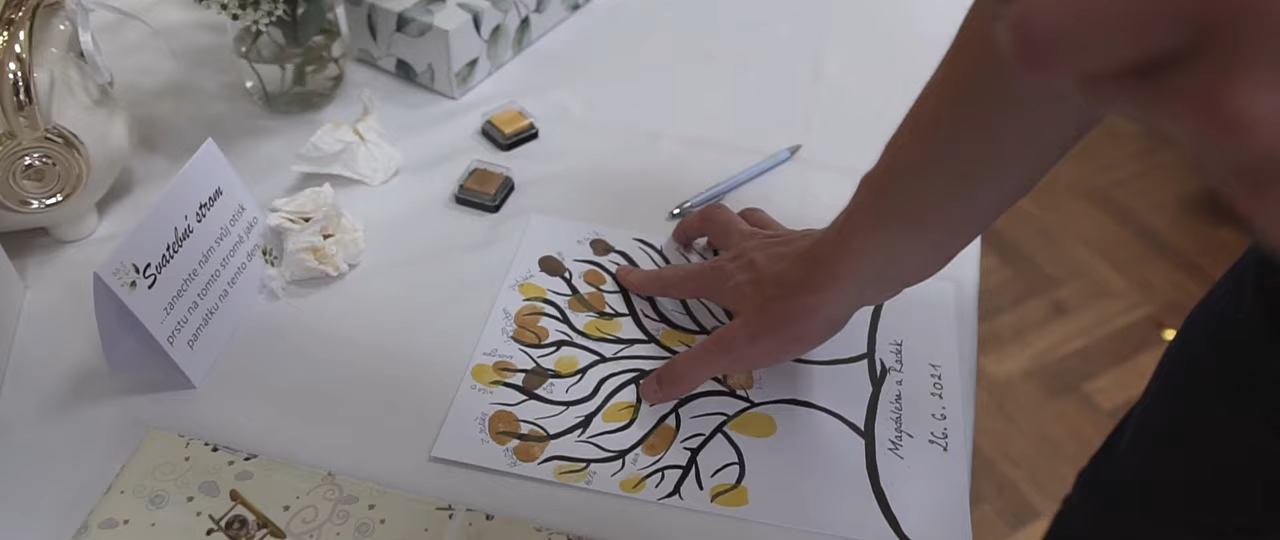 Svatební strom
...zanechte nám svůj otisk
prstu na tomto stromě jako
památku na tento den.
Magdaléna a Radek
26. 6. 2021